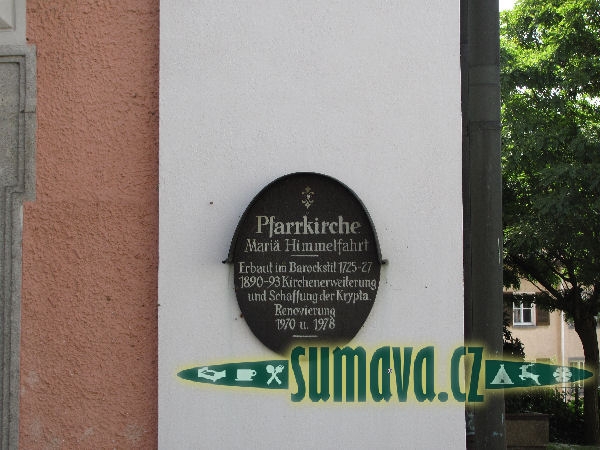 Pfarrkirche
Mariä Himmelfahrt
Erbaut im Barockstil 1725-27
1890-93 Kirchenerweiterung
und Schaffung der Krypta.
Renovierung
1970 u. 1978
sumava.cz